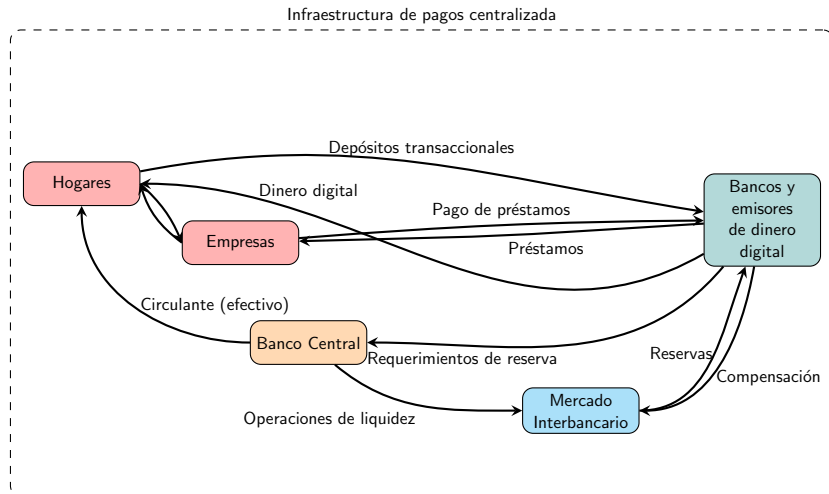 Infraestructura de pagos centralizada
Depósitos transaccionales
Hogares
Dinero digital
Bancos y
emisores
de dinero
digital
Pago de préstamos
Empresas
Préstamos
Circulante (efectivo)
Banco Central
Requerimientos de reserva
Reservas
Compensación
Mercado
Interbancario
Operaciones de liquidez